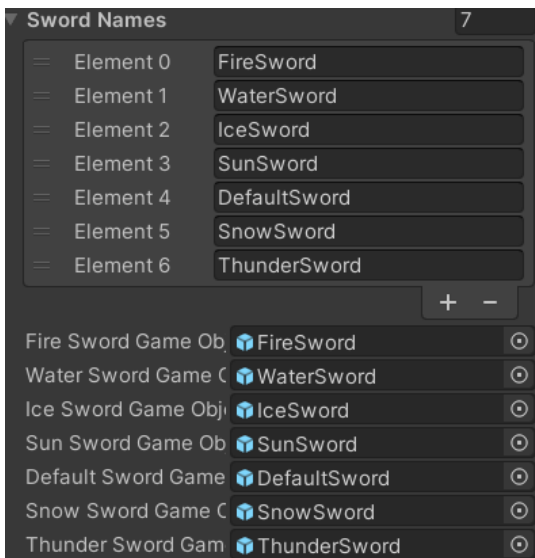 Sword Names 7
Element 0 FireSword
Element 1 WaterSword
Element 2 IceSword
Element 3 SunSword
Element 4 DefaultSword
Element 5 SnowSword
Element 6 ThunderSword
+ −
Fire Sword Game Ob FireSword
Water Sword Game WaterSword
Ice Sword Game Obj IceSword
Sun Sword Game Ob SunSword
Default Sword Game DefaultSword
Snow Sword Game SnowSword
Thunder Sword Gam ThunderSword